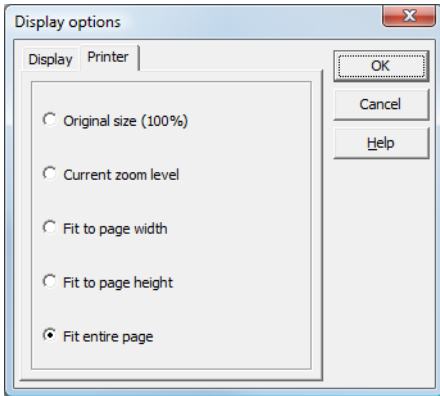 Display options
Display Printer
OK
Cancel
Help
Original size (100%)
Current zoom level
Fit to page width
Fit to page height
Fit entire page